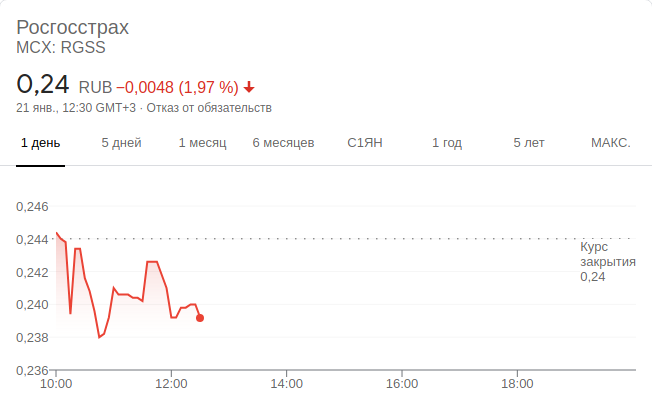 Росгосстрах
MCX: RGSS
0,24 RUB −0,0048 (1,97 %)
21 янв., 12:30 GMT+3 · Отказ от обязательств
1 день 5 дней 1 месяц 6 месяцев С1ЯН 1 год 5 лет МАКС.
0,246
0,244
Курс
закрытия
0,24
0,242
0,240
0,238
0,236
10:00 12:00 14:00 16:00 18:00